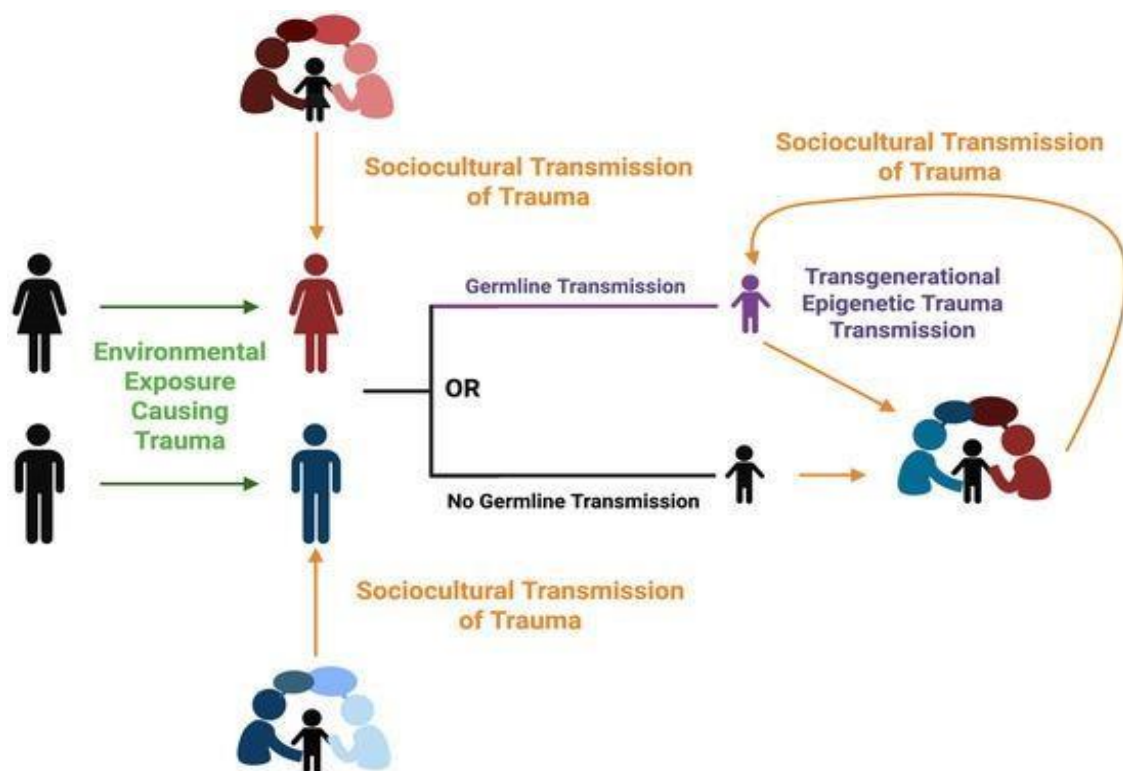 Sociocultural Transmission
of Trauma
Sociocultural Transmission
of Trauma
Germline Transmission
Transgenerational
Epigenetic Trauma
Transmission
Environmental
Exposure
Causing
Trauma
OR
No Germline Transmission
Sociocultural Transmission
of Trauma